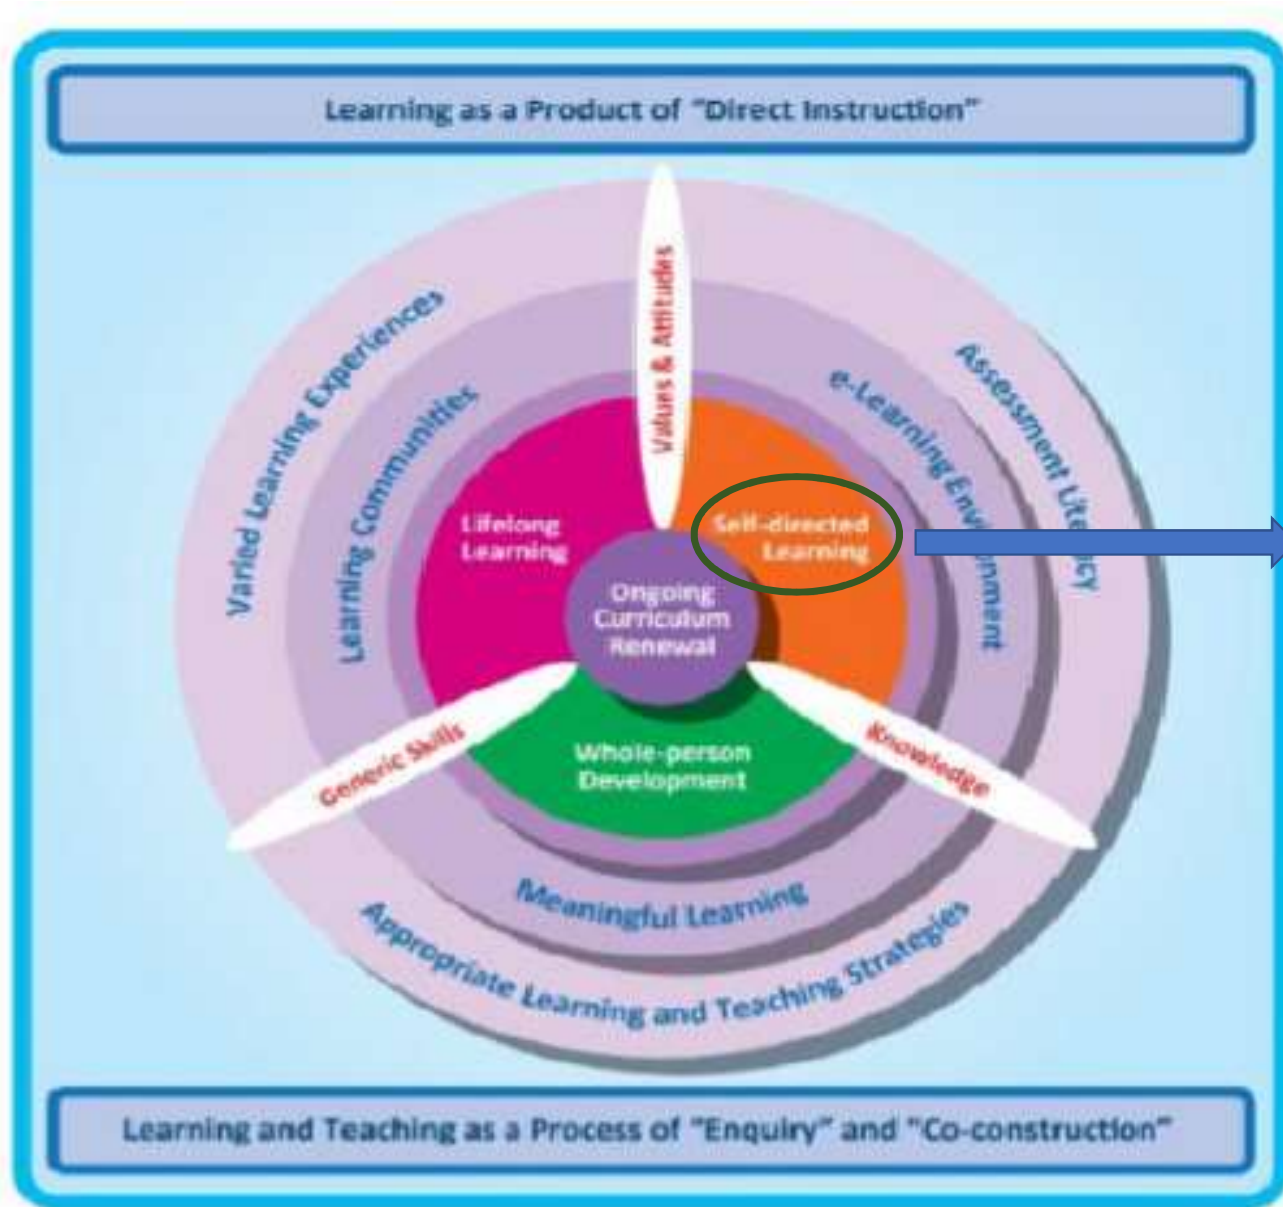 Learning as a Product of "Direct Instruction"
Values & Attitudes
Varied Learning Experiences
Learning Communities
e-Learning Environment
Assessment Literacy
Lifelong
Learning
Self-directed
Learning
Ongoing
Curriculum
Renewal
Whole-person
Development
Generic Skills
Knowledge
Meaningful Learning
Appropriate Learning and Teaching Strategies
Learning and Teaching as a Process of "Enquiry" and "Co-construction"